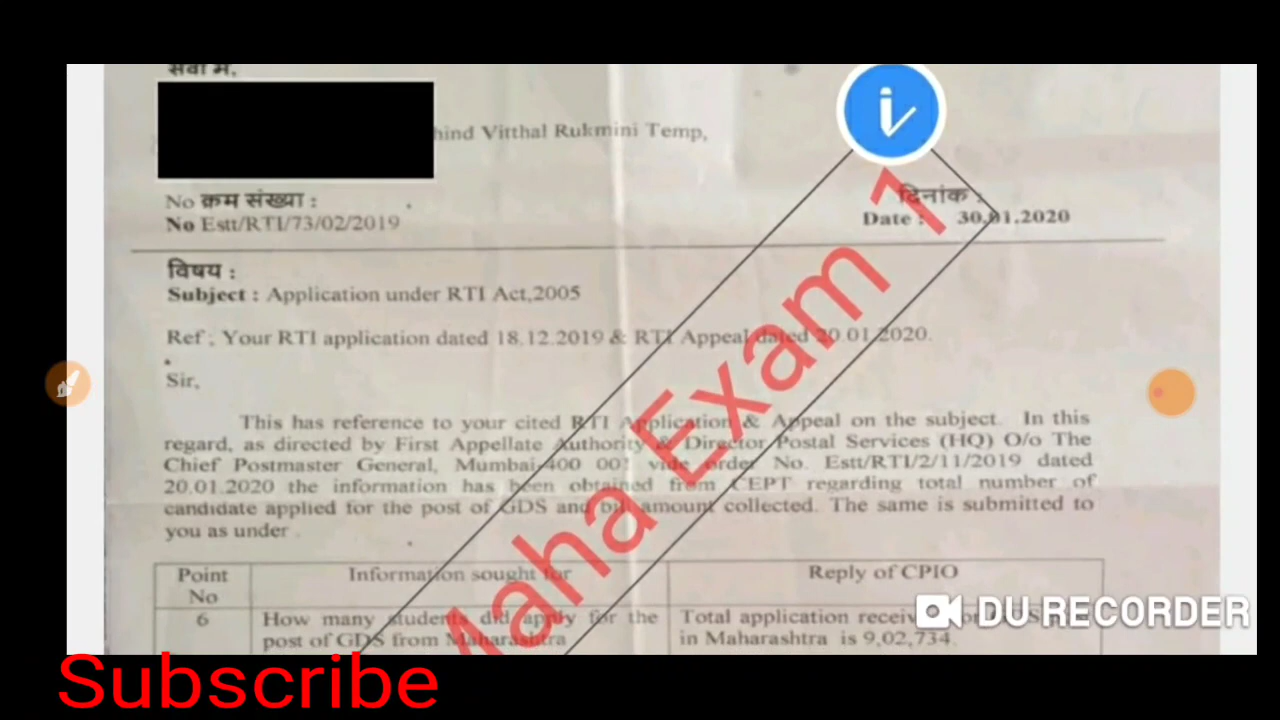 सेवा में,
hind Vitthal Rukmini Temp,
No क्रम संख्या :
No Estt/RTI/73/02/2019
दिनांक :
Date : 30.01.2020
विषय :
Subject : Application under RTI Act,2005
Ref : Your RTI application dated 18.12.2019 & RTI Appeal dated 20.01.2020.
Sir,
This has reference to your cited RTI Application & Appeal on the subject. In this
regard, as directed by First Appellate Authority & Director Postal Services (HQ) O/o The
Chief Postmaster General, Mumbai-400 001 vide order No. Estt/RTI/2/11/2019 dated
20.01.2020 the information has been obtained from CEPT regarding total number of
candidate applied for the post of GDS and amount collected. The same is submitted to
you as under .
Point No
Information sought for
Reply of CPIO
6
How many students did apply for the
post of GDS from Maharashtra
Total application
in Maharashtra is 9,02,734.
Maha Exam 1
DU RECORDER
Subscribe